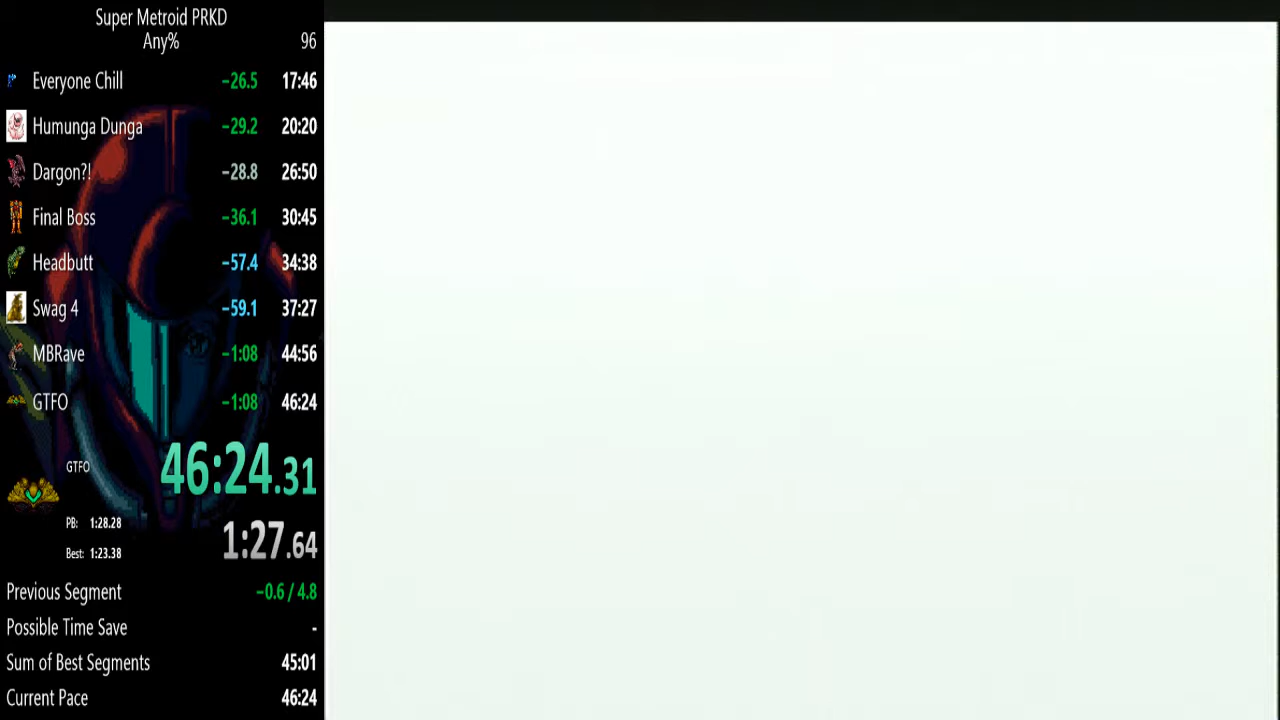 Super Metroid PRKD
Any% 96
Everyone Chill −26.5 17:46
Humunga Dunga −29.2 20:20
Dargon?! −28.8 26:50
Final Boss −36.1 30:45
Headbutt −57.4 34:38
Swag 4 −59.1 37:27
MBRave −1:08 44:56
GTFO −1:08 46:24
46:24.31
GTFO
PB: 1:28.28
1:27.64
Best: 1:23.38
Previous Segment −0.6 / 4.8
Possible Time Save -
Sum of Best Segments 45:01
Current Pace 46:24